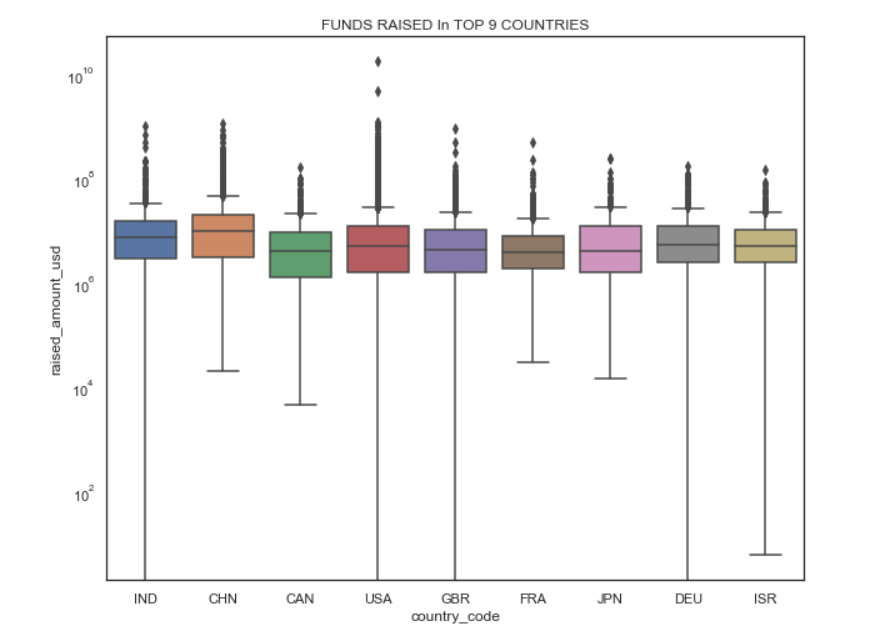 FUNDS RAISED In TOP 9 COUNTRIES
10^10
10^8
10^6
10^4
10^2
raised_amount_usd
IND CHN CAN USA GBR FRA JPN DEU ISR
country_code